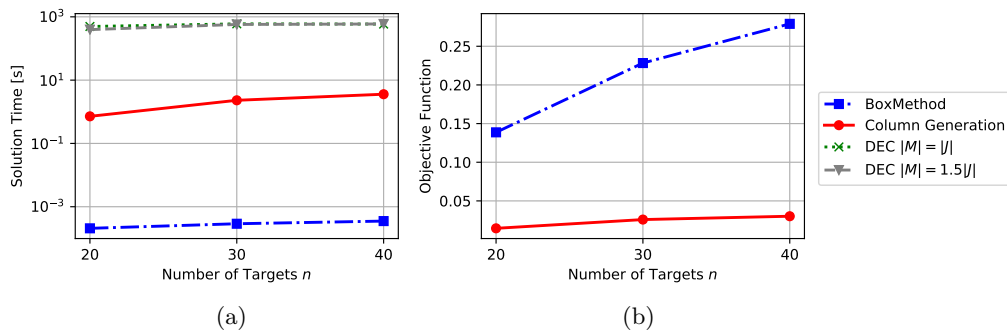 10^3
10^1
10^−1
10^−3
Solution Time [s]
20
30
40
Number of Targets n
(a)
0.25
0.20
0.15
0.10
0.05
Objective Function
20
30
40
Number of Targets n
(b)
BoxMethod
Column Generation
DEC |M| = |J|
DEC |M| = 1.5|J|